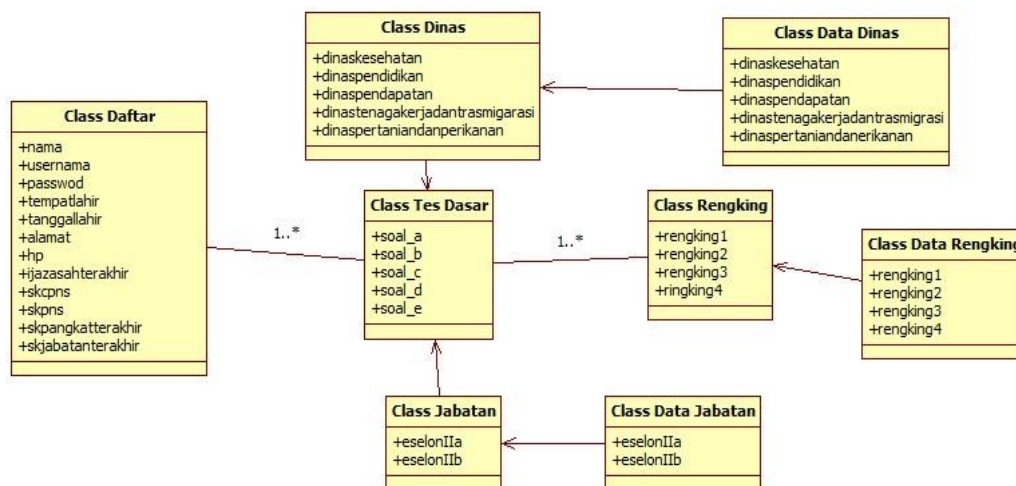 Class Dinas
+dinaskesehatan
+dinaspendidikan
+dinaspendapatan
+dinastenagakerjadantrasmigarasi
+dinaspertaniandanperikanan
Class Data Dinas
+dinaskesehatan
+dinaspendidikan
+dinaspendapatan
+dinastenagakerjadantrasmigrasi
+dinaspertaniandanerikanan
Class Daftar
+nama
+usernama
+passwod
+tempatlahir
+tanggallahir
+alamat
+hp
+ijazasahterakhir
+skcpns
+skpns
+skpangkatterakhir
+skjabatanterakhir
1..*
Class Tes Dasar
+soal_a
+soal_b
+soal_c
+soal_d
+soal_e
1..*
Class Rengking
+rengking1
+rengking2
+rengking3
+ringking4
Class Data Rengking
+rengking1
+rengking2
+rengking3
+rengking4
Class Jabatan
+eselonIIa
+eselonIIb
Class Data Jabatan
+eselonIIa
+eselonIIb